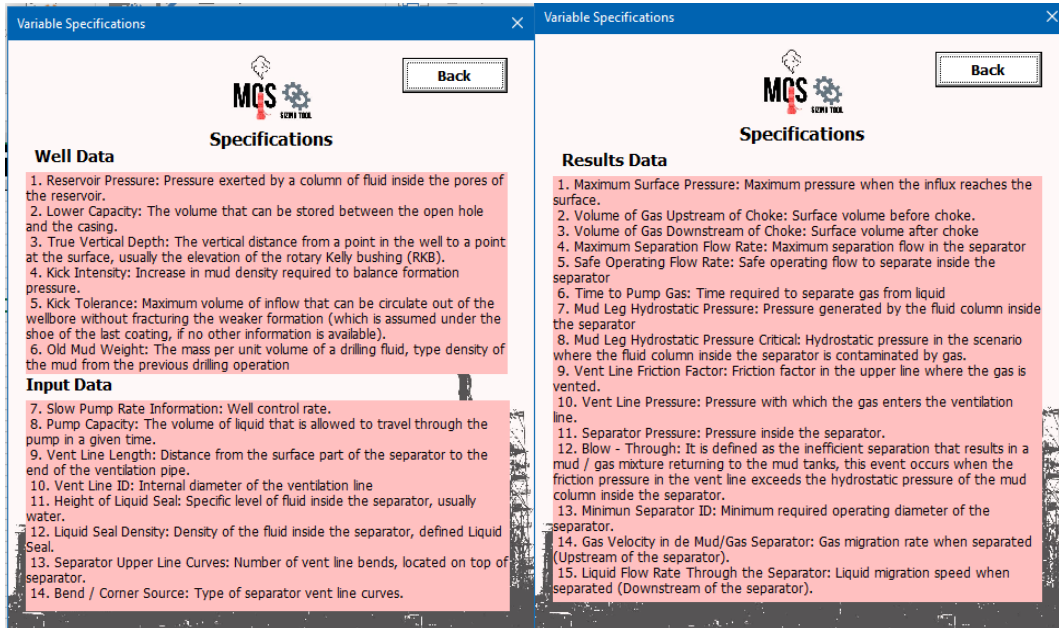 Variable Specifications
Back
MGS
GIZMO TOOL
Specifications
Well Data
1. Reservoir Pressure: Pressure exerted by a column of fluid inside the pores of
the reservoir.
2. Lower Capacity: The volume that can be stored between the open hole
and the casing.
3. True Vertical Depth: The vertical distance from a point in the well to a point
at the surface, usually the elevation of the rotary Kelly bushing (RKB).
4. Kick Intensity: Increase in mud density required to balance formation
pressure.
5. Kick Tolerance: Maximum volume of inflow that can be circulate out of the
wellbore without fracturing the weaker formation (which is assumed under the
shoe of the last coating, if no other information is available).
6. Old Mud Weight: The mass per unit volume of a drilling fluid, type density of
the mud from the previous drilling operation
Input Data
7. Slow Pump Rate Information: Well control rate.
8. Pump Capacity: The volume of liquid that is allowed to travel through the
pump in a given time.
9. Vent Line Length: Distance from the surface part of the separator to the
end of the ventilation pipe.
10. Vent Line ID: Internal diameter of the ventilation line
11. Height of Liquid Seal: Specific level of fluid inside the separator, usually
water.
12. Liquid Seal Density: Density of the fluid inside the separator, defined Liquid
Seal.
13. Separator Upper Line Curves: Number of vent line bends, located on top of
separator.
14. Bend / Corner Source: Type of separator vent line curves.
Variable Specifications
Back
MGS
GIZMO TOOL
Specifications
Results Data
1. Maximum Surface Pressure: Maximum pressure when the influx reaches the
surface.
2. Volume of Gas Upstream of Choke: Surface volume before choke.
3. Volume of Gas Downstream of Choke: Surface volume after choke
4. Maximum Separation Flow Rate: Maximum separation flow in the separator
5. Safe Operating Flow Rate: Safe operating flow to separate inside the
separator
6. Time to Pump Gas: Time required to separate gas from liquid
7. Mud Leg Hydrostatic Pressure: Pressure generated by the fluid column inside
the separator
8. Mud Leg Hydrostatic Pressure Critical: Hydrostatic pressure in the scenario
where the fluid column inside the separator is contaminated by gas.
9. Vent Line Friction Factor: Friction factor in the upper line where the gas is
vented.
10. Vent Line Pressure: Pressure with which the gas enters the ventilation
line.
11. Separator Pressure: Pressure inside the separator.
12. Blow - Through: It is defined as the inefficient separation that results in a
mud / gas mixture returning to the mud tanks, this event occurs when the
friction pressure in the vent line exceeds the hydrostatic pressure of the mud
column inside the separator.
13. Minimun Separator ID: Minimum required operating diameter of the
separator.
14. Gas Velocity in de Mud/Gas Separator: Gas migration rate when separated
(Upstream of the separator).
15. Liquid Flow Rate Through the Separator: Liquid migration speed when
separated (Downstream of the separator).